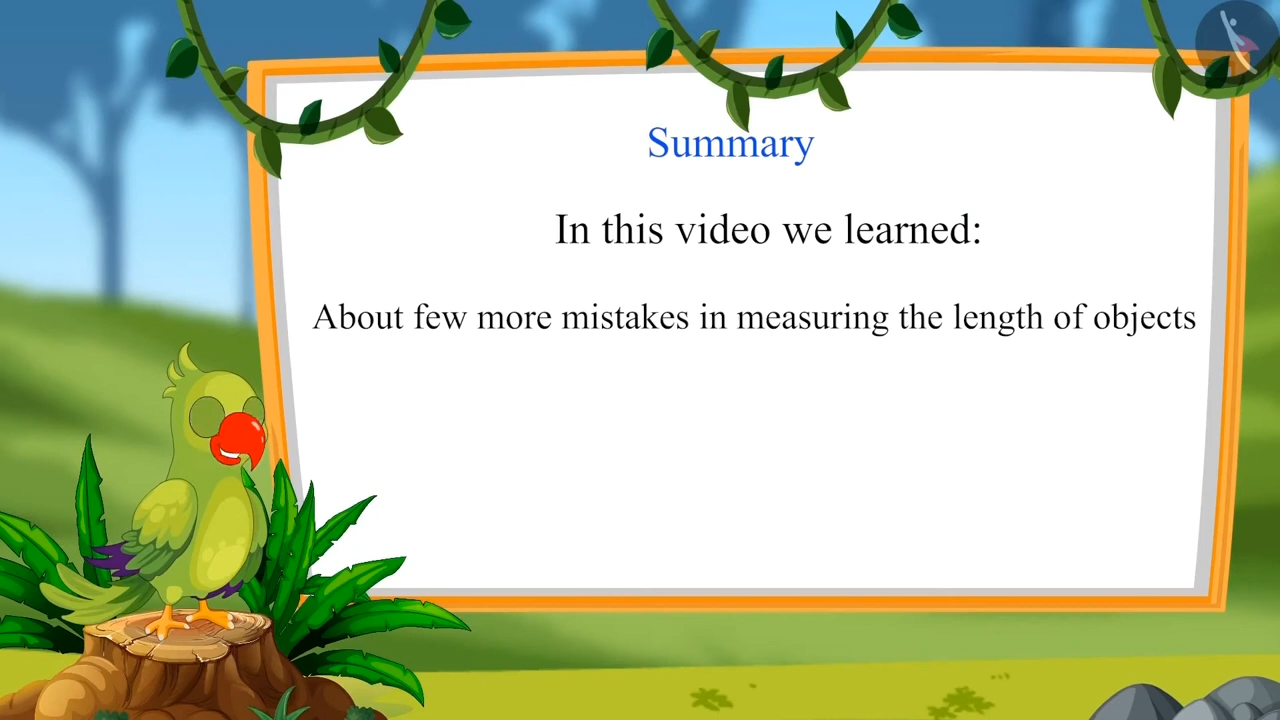 Summary
In this video we learned:
About few more mistakes in measuring the length of objects